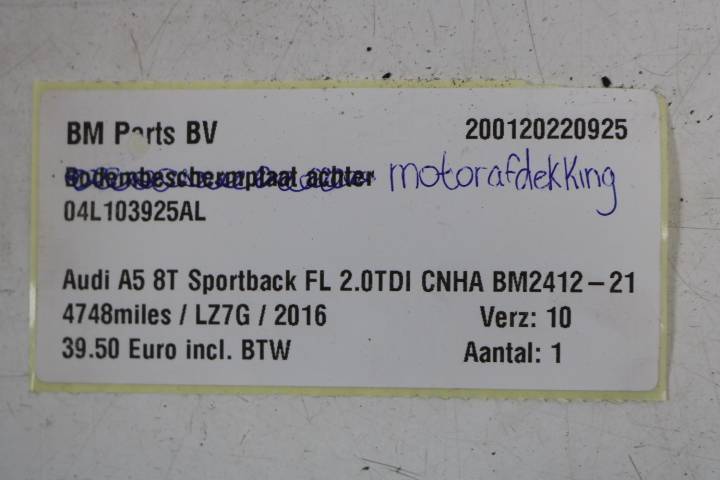 BM Parts BV 200120220925
Bodembeschermplaat achter motorafdekking
04L103925AL
Audi A5 8T Sportback FL 2.0TDI CNHA BM2412-21
4748miles / LZ7G / 2016 Verz: 10
39.50 Euro incl. BTW Aantal: 1